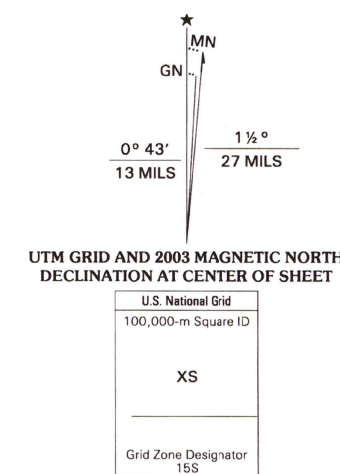 ★
MN
GN
0° 43′
13 MILS
1 ½ °
27 MILS
UTM GRID AND 2003 MAGNETIC NORTH
DECLINATION AT CENTER OF SHEET
U.S. National Grid
100,000-m Square ID
XS
Grid Zone Designator
15S